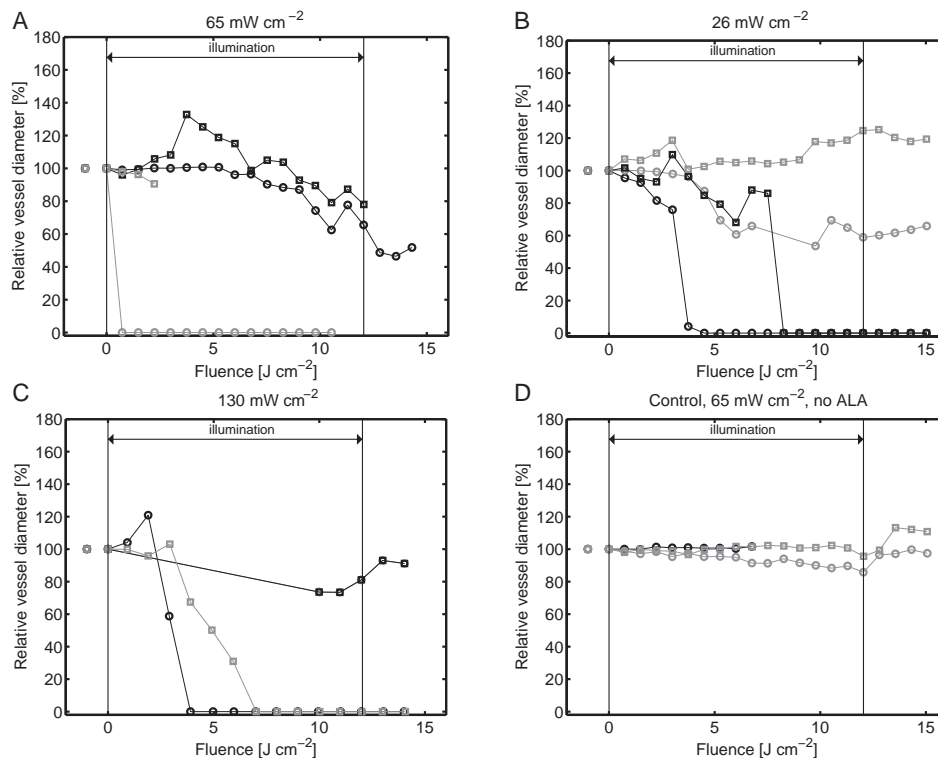 A
65 mW cm−2
180
160
140
120
100
80
60
40
20
0
Relative vessel diameter [%]
illumination
0
5
10
15
Fluence [J cm−2]
B
26 mW cm−2
180
160
140
120
100
80
60
40
20
0
Relative vessel diameter [%]
illumination
0
5
10
15
Fluence [J cm−2]
C
130 mW cm−2
180
160
140
120
100
80
60
40
20
0
Relative vessel diameter [%]
illumination
0
5
10
15
Fluence [J cm−2]
D
Control, 65 mW cm−2, no ALA
180
160
140
120
100
80
60
40
20
0
Relative vessel diameter [%]
illumination
0
5
10
15
Fluence [J cm−2]